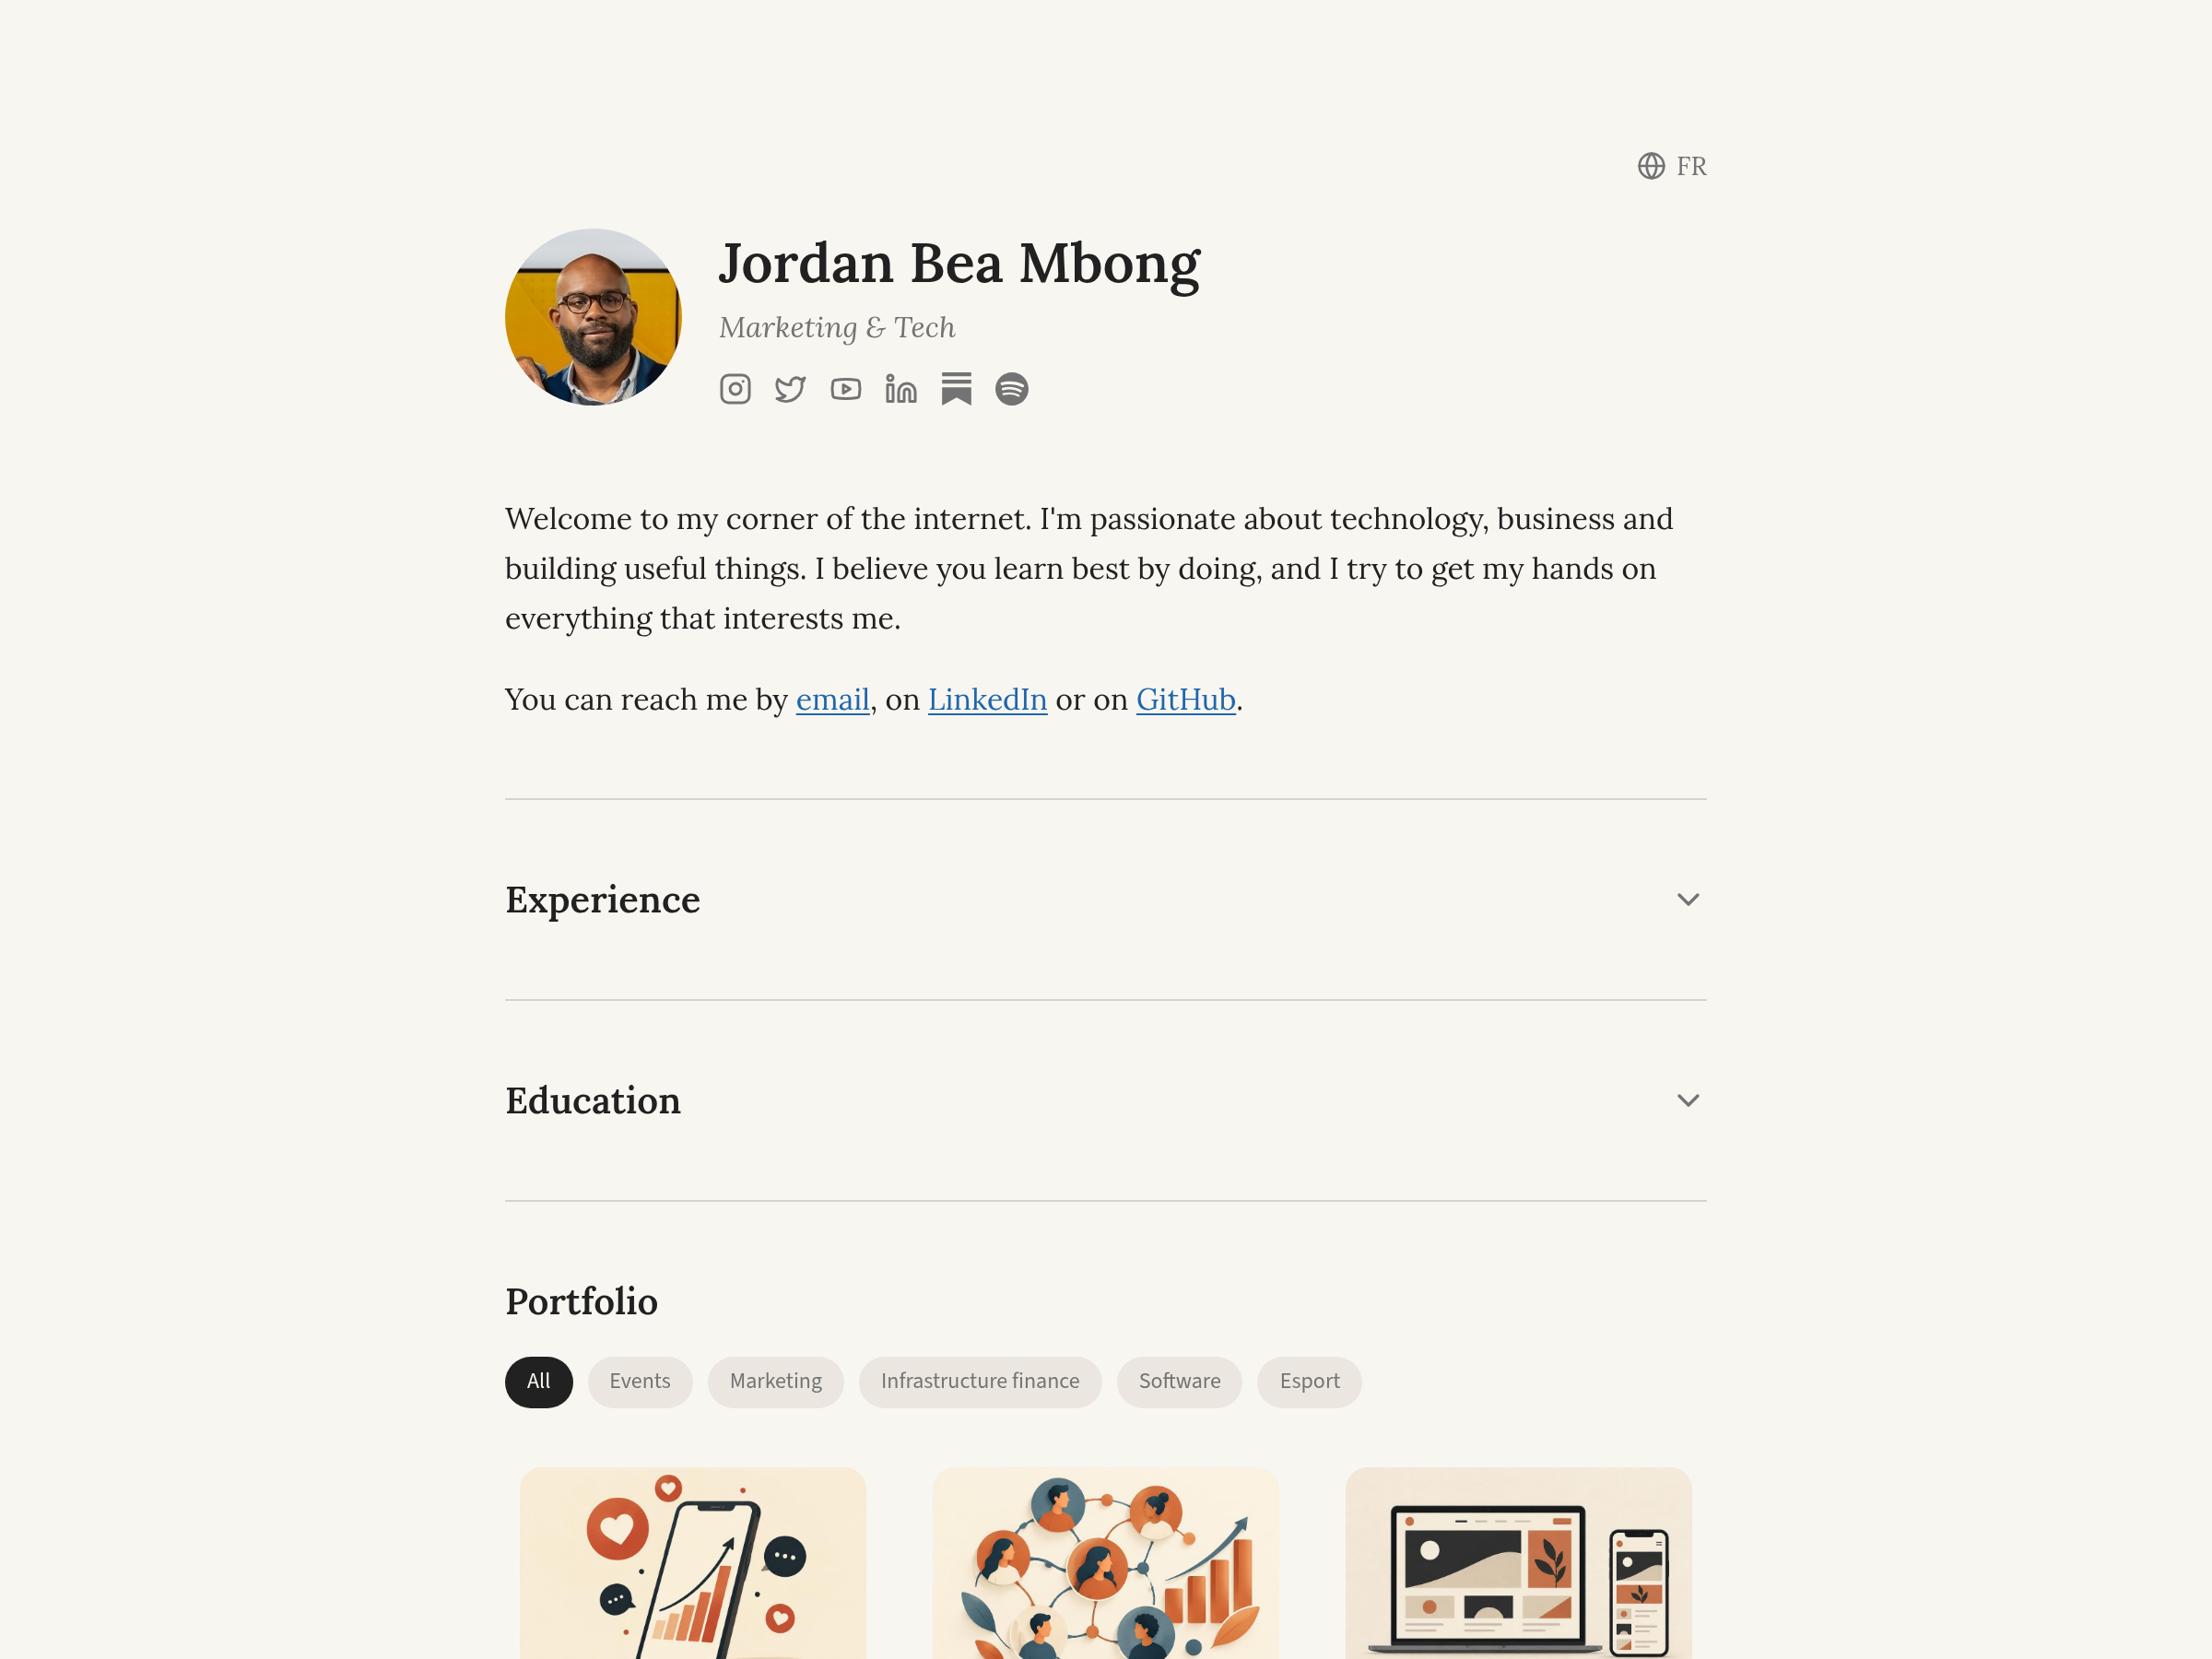 FR
Jordan Bea Mbong
Marketing & Tech
Welcome to my corner of the internet. I'm passionate about technology, business and
building useful things. I believe you learn best by doing, and I try to get my hands on
everything that interests me.
You can reach me by email, on LinkedIn or on GitHub.
Experience
Education
Portfolio
All Events Marketing Infrastructure finance Software Esport